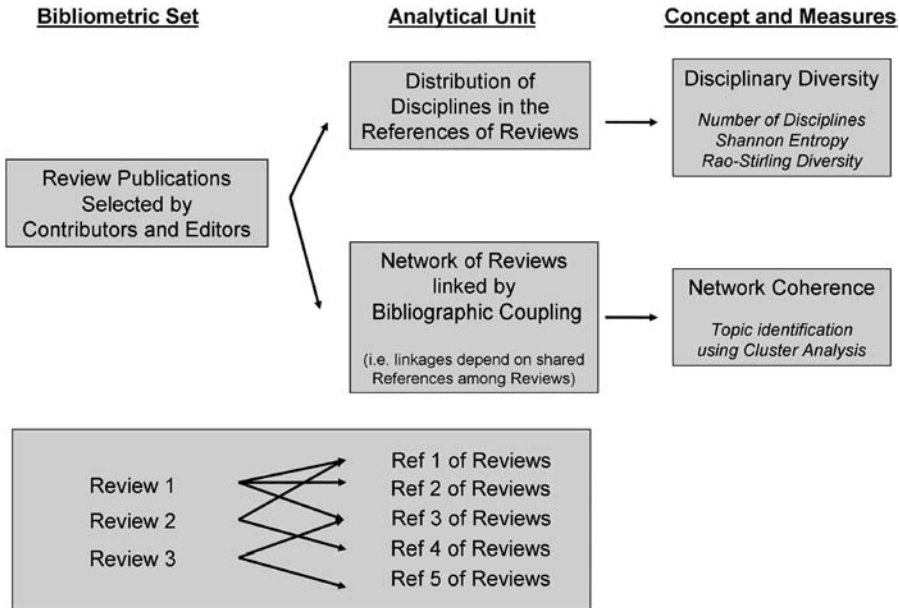 Bibliometric Set
Analytical Unit
Concept and Measures
Review Publications
Selected by
Contributors and Editors
Distribution of
Disciplines in the
References of Reviews
Disciplinary Diversity
Number of Disciplines
Shannon Entropy
Rao-Stirling Diversity
Network of Reviews
linked by
Bibliographic Coupling
(i.e. linkages depend on shared
References among Reviews)
Network Coherence
Topic identification
using Cluster Analysis
Review 1
Review 2
Review 3
Ref 1 of Reviews
Ref 2 of Reviews
Ref 3 of Reviews
Ref 4 of Reviews
Ref 5 of Reviews